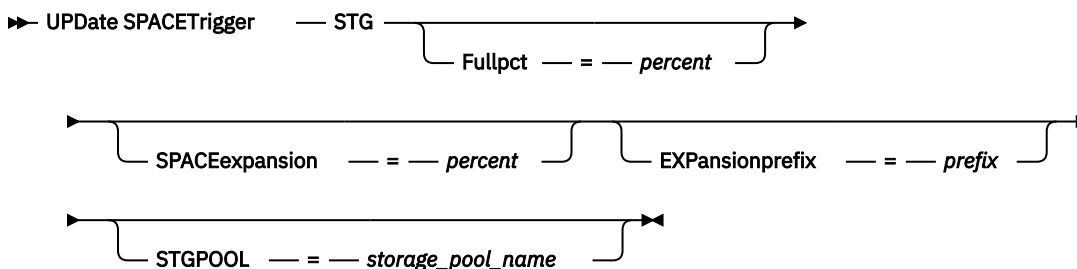 UPDate SPACETrigger STG
Fullpct = percent
SPACEexpansion = percent EXPansionprefix = prefix
STGPOOL = storage_pool_name